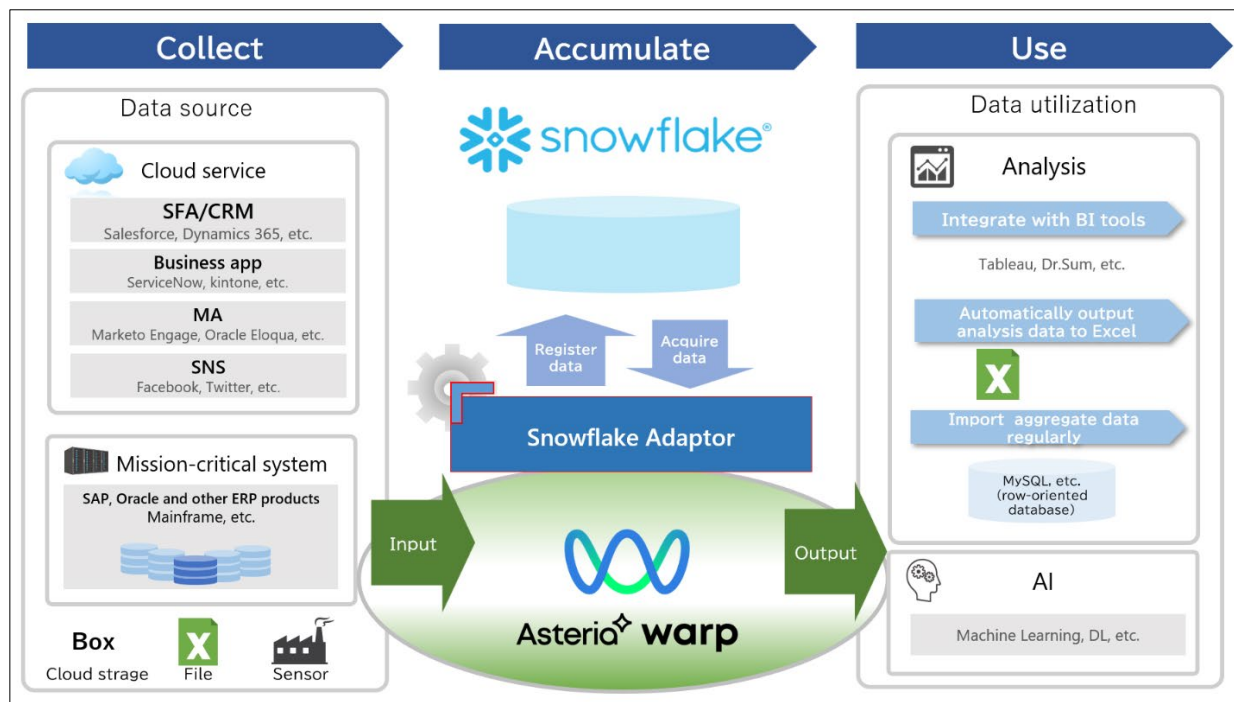 Collect
Accumulate
Use
Data source
Cloud service
SFA/CRM
Salesforce, Dynamics 365, etc.
Business app
ServiceNow, kintone, etc.
MA
Marketo Engage, Oracle Eloqua, etc.
SNS
Facebook, Twitter, etc.
Mission-critical system
SAP, Oracle and other ERP products
Mainframe, etc.
Box
Cloud strage
X
File
Sensor
snowflake®
Register
data
Acquire
data
Snowflake Adaptor
Input
Asteria warp
Output
Data utilization
Analysis
Integrate with BI tools
Tableau, Dr.Sum, etc.
Automatically output
analysis data to Excel
X
Import aggregate data
regularly
MySQL, etc.
(row-oriented
database)
AI
Machine Learning, DL, etc.